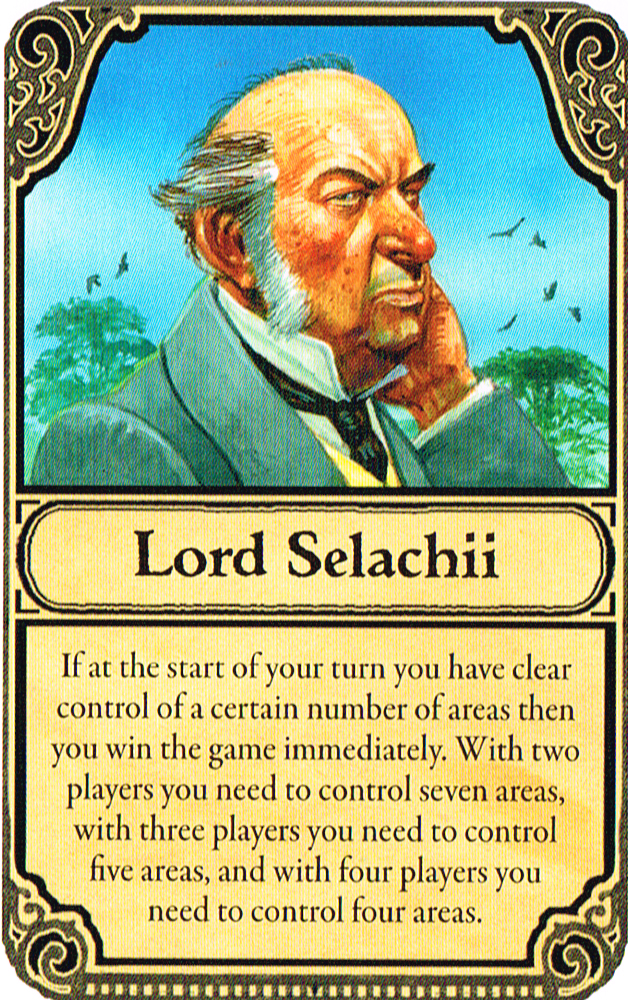 Lord Selachii
If at the start of your turn you have clear
control of a certain number of areas then
you win the game immediately. With two
players you need to control seven areas,
with three players you need to control
five areas, and with four players you
need to control four areas.